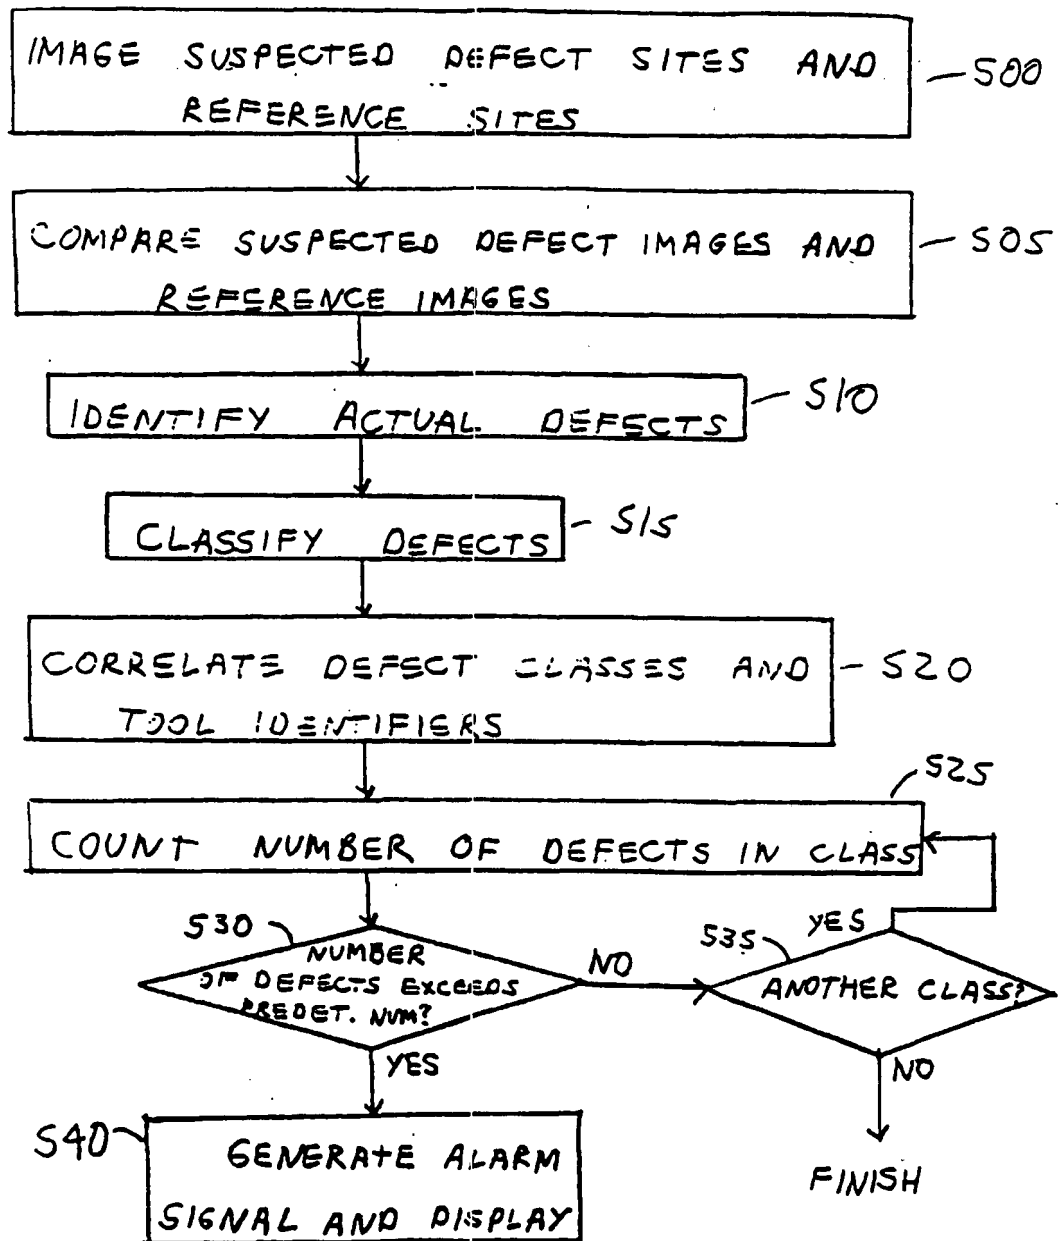 IMAGE SUSPECTED DEFECT SITES AND
REFERENCE SITES
500
COMPARE SUSPECTED DEFECT IMAGES AND
REFERENCE IMAGES
505
IDENTIFY ACTUAL DEFECTS
510
CLASSIFY DEFECTS
515
CORRELATE DEFECT CLASSES AND
TOOL IDENTIFIERS
520
525
COUNT NUMBER OF DEFECTS IN CLASS
530
NUMBER
OF DEFECTS EXCEEDS
PREDET. NUM?
NO
535
YES
ANOTHER CLASS?
YES
NO
540
GENERATE ALARM
SIGNAL AND DISPLAY
FINISH